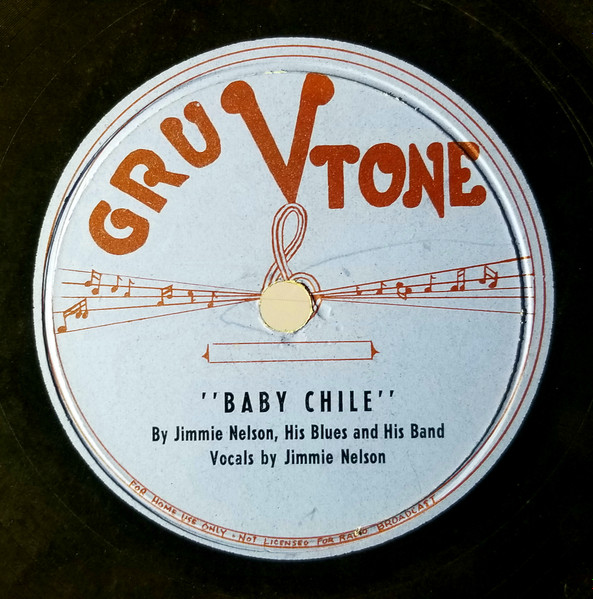 GRUVTONE
"BABY CHILE"
By Jimmie Nelson, His Blues and His Band
Vocals by Jimmie Nelson
FOR HOME USE ONLY - NOT LICENSED FOR RADIO BROADCAST